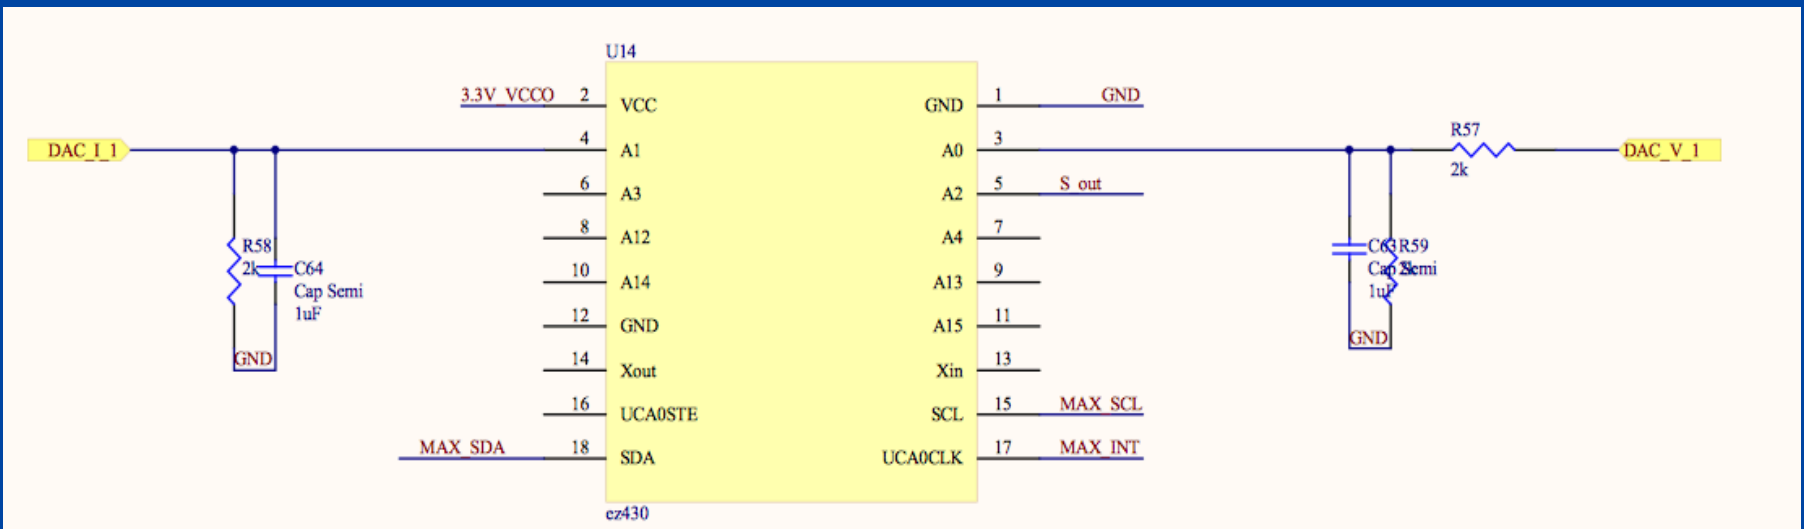 U14
3.3V_VCCO 2 VCC GND 1 GND
DAC_I_1 4 A1 A0 3 R57 2k DAC_V_1
6 A3 A2 5 S_out
8 A12 A4 7
R58 2k
C64
Cap Semi
1uF
GND
10 A14 A13 9
C63
Cap Semi
1uF
R59
2k
GND
12 GND A15 11
14 Xout Xin 13
16 UCA0STE SCL 15 MAX_SCL
MAX_SDA 18 SDA UCA0CLK 17 MAX_INT
ez430